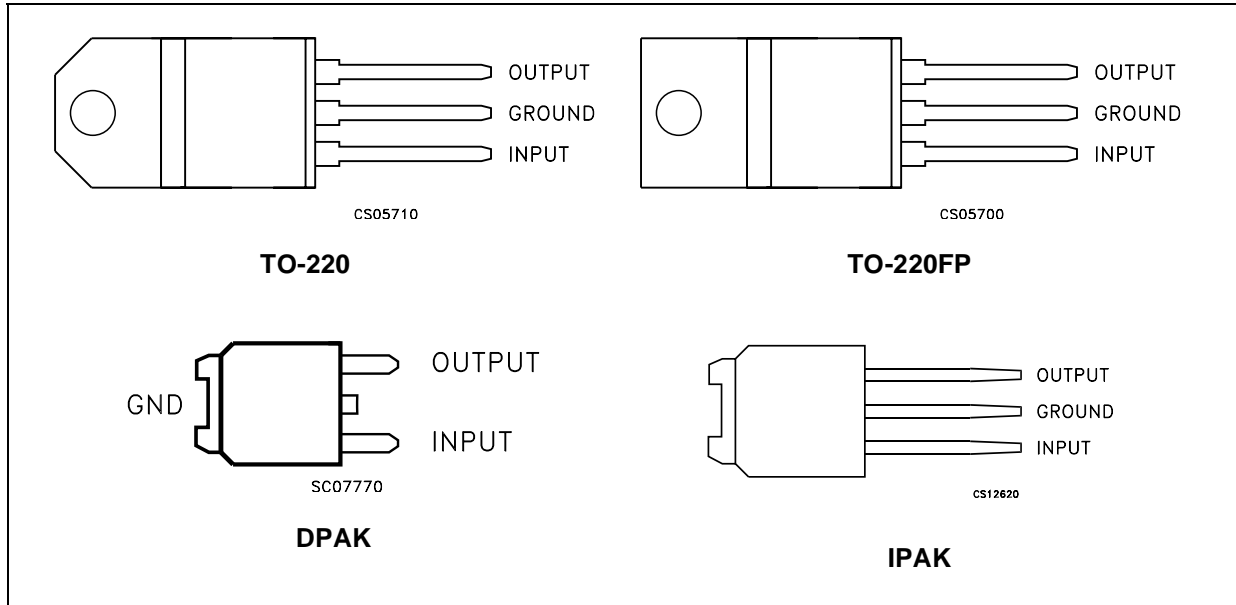 OUTPUT
GROUND
INPUT
CS05710
TO-220
OUTPUT
GROUND
INPUT
CS05700
TO-220FP
GND
OUTPUT
INPUT
SC07770
DPAK
OUTPUT
GROUND
INPUT
CS12620
IPAK